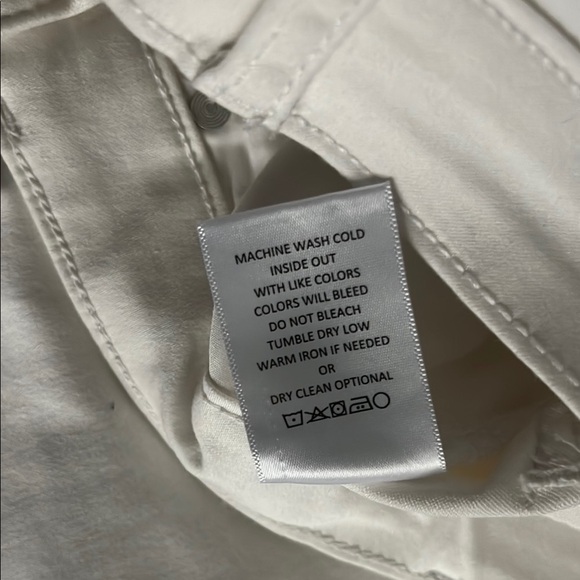 MACHINE WASH COLD
INSIDE OUT
WITH LIKE COLORS
COLORS WILL BLEED
DO NOT BLEACH
TUMBLE DRY LOW
WARM IRON IF NEEDED
OR
DRY CLEAN OPTIONAL